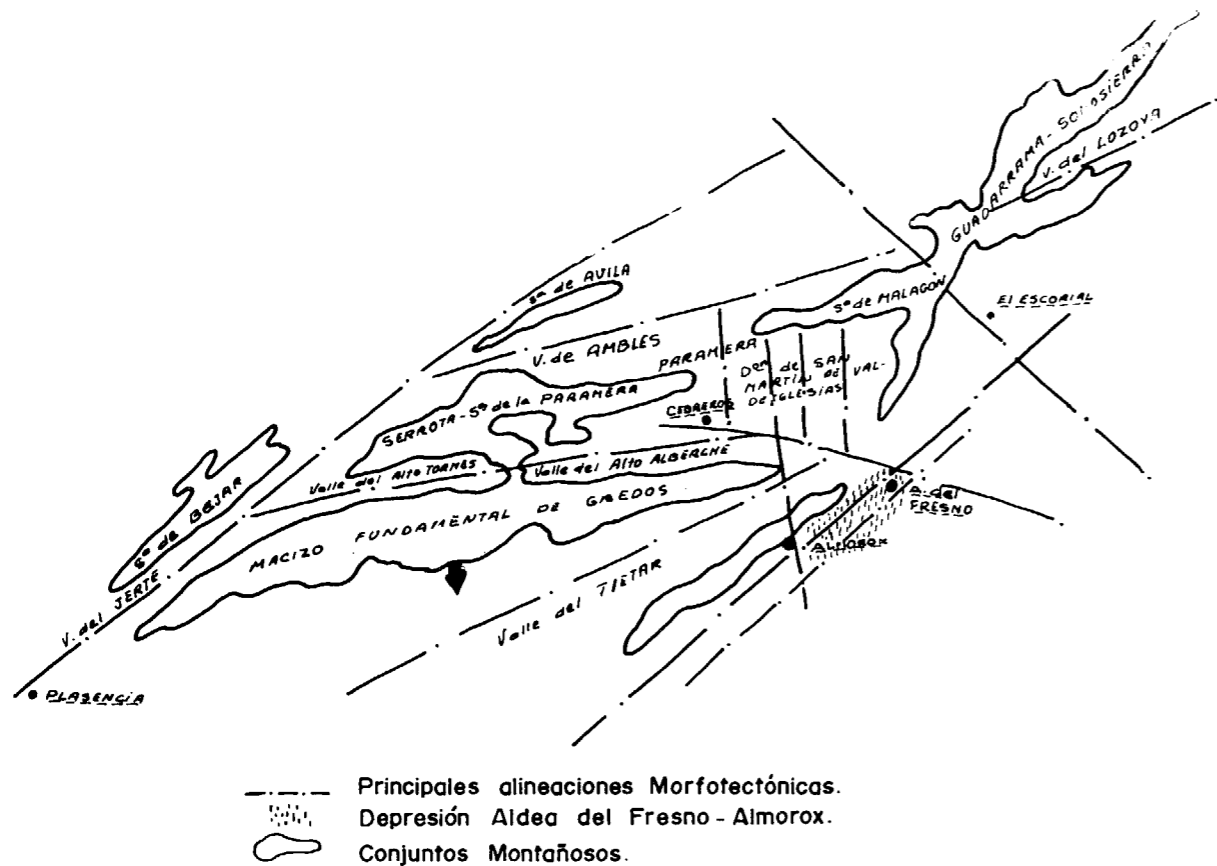 GUADARRAMA - SOMOSIERRA
V. del LOZOYA
Sª de AVILA
Sª de MALAGON
El ESCORIAL
V. de AMBLES
PARAMERA
Dón de SAN
MARTÍN DE VAL-
DEIGLESIAS
SERROTA - Sª de la PARAMERA
CEBREROS
Valle del Alto TORMES
Valle del Alto ALBERCHE
Sª de BEJAR
MACIZO FUNDAMENTAL DE GREDOS
A. del
FRESNO
ALMOROX
V. del JERTE
Valle del TIETAR
PLASENCIA
Principales alineaciones Morfotectónicas.
Depresión Aldea del Fresno - Almorox.
Conjuntos Montañosos.